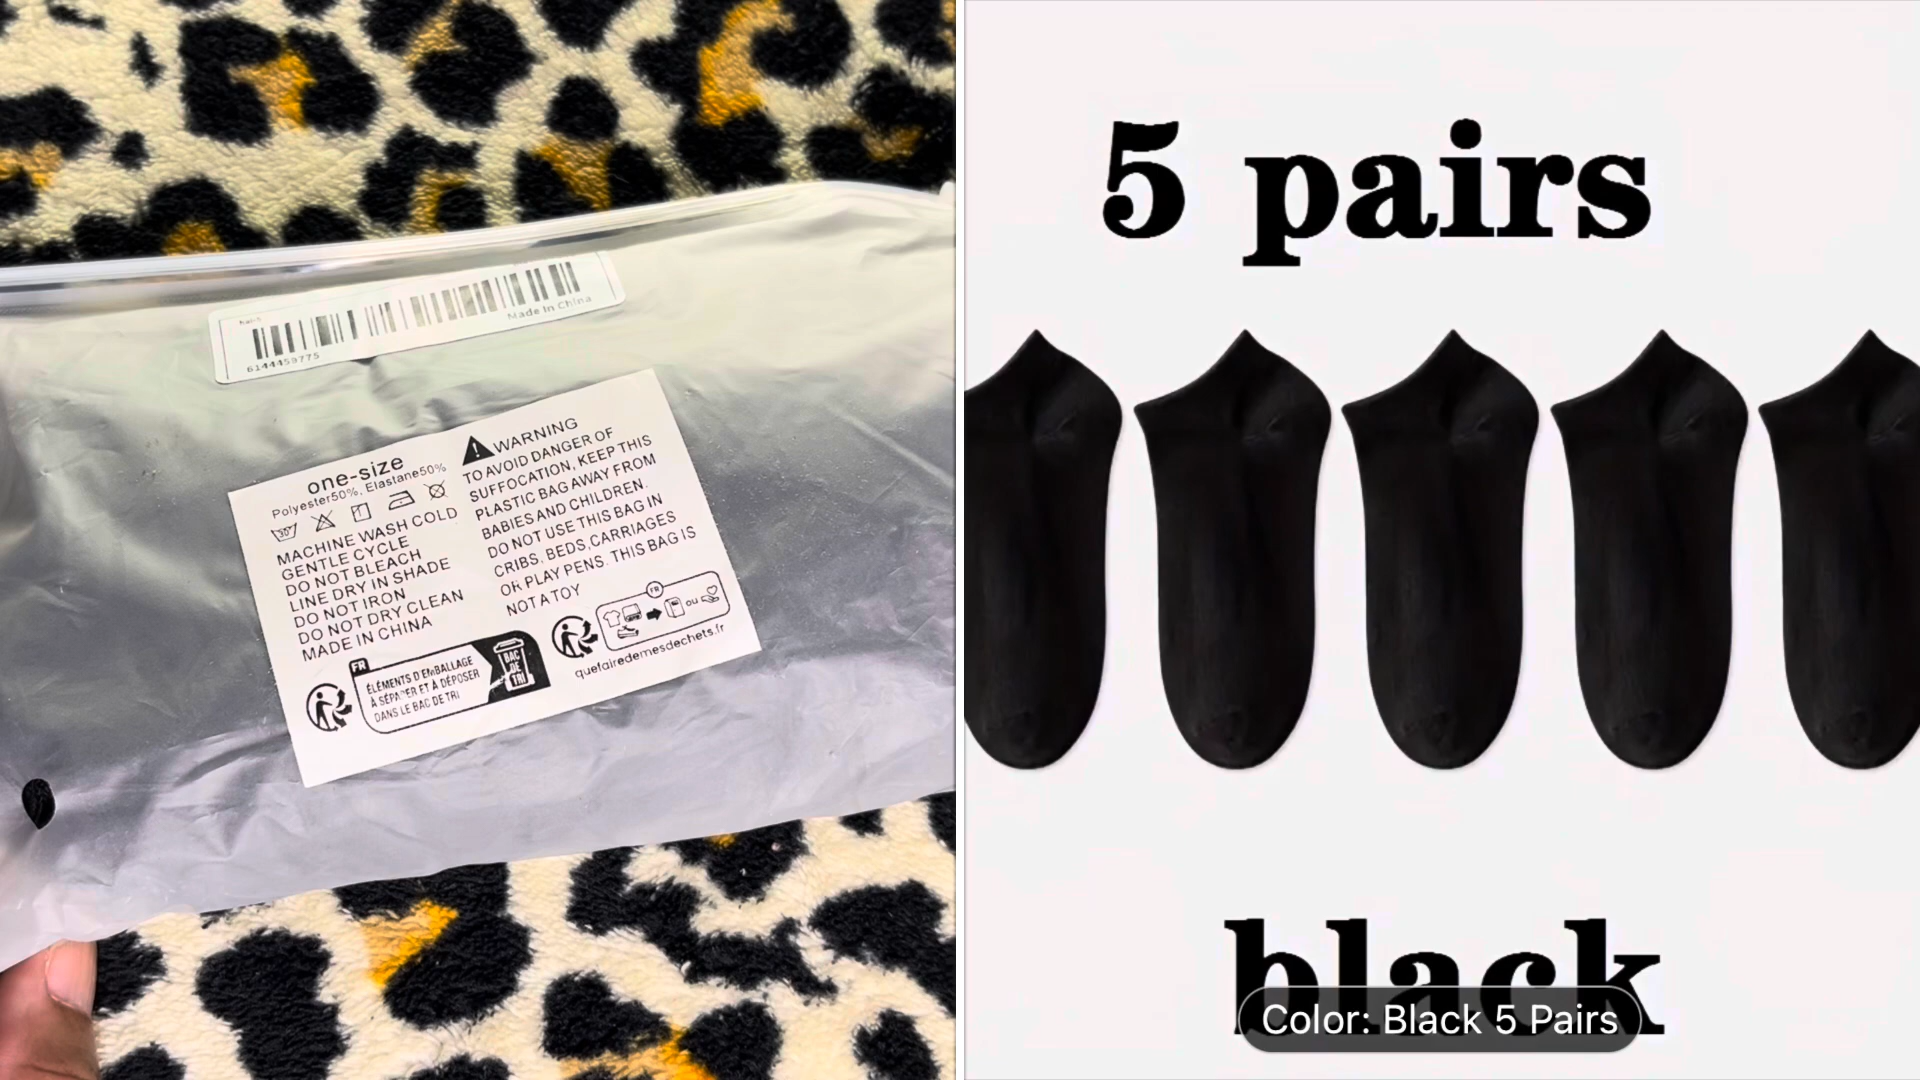 Made In China
6144459775
one-size
Polyester50%, Elastane50%
30°
MACHINE WASH COLD
GENTLE CYCLE
DO NOT BLEACH
LINE DRY IN SHADE
DO NOT IRON
DO NOT DRY CLEAN
MADE IN CHINA
WARNING
TO AVOID DANGER OF
SUFFOCATION, KEEP THIS
PLASTIC BAG AWAY FROM
BABIES AND CHILDREN.
DO NOT USE THIS BAG IN
CRIBS, BEDS,CARRIAGES
OR PLAY PENS. THIS BAG IS
NOT A TOY
FR
ÉLÉMENTS D'EMBALLAGE
À SÉPARER ET À DÉPOSER
DANS LE BAC DE TRI
BAC
DE
TRI
FR
ou
quefairedemesdechets.fr
5 pairs
black
Color: Black 5 Pairs